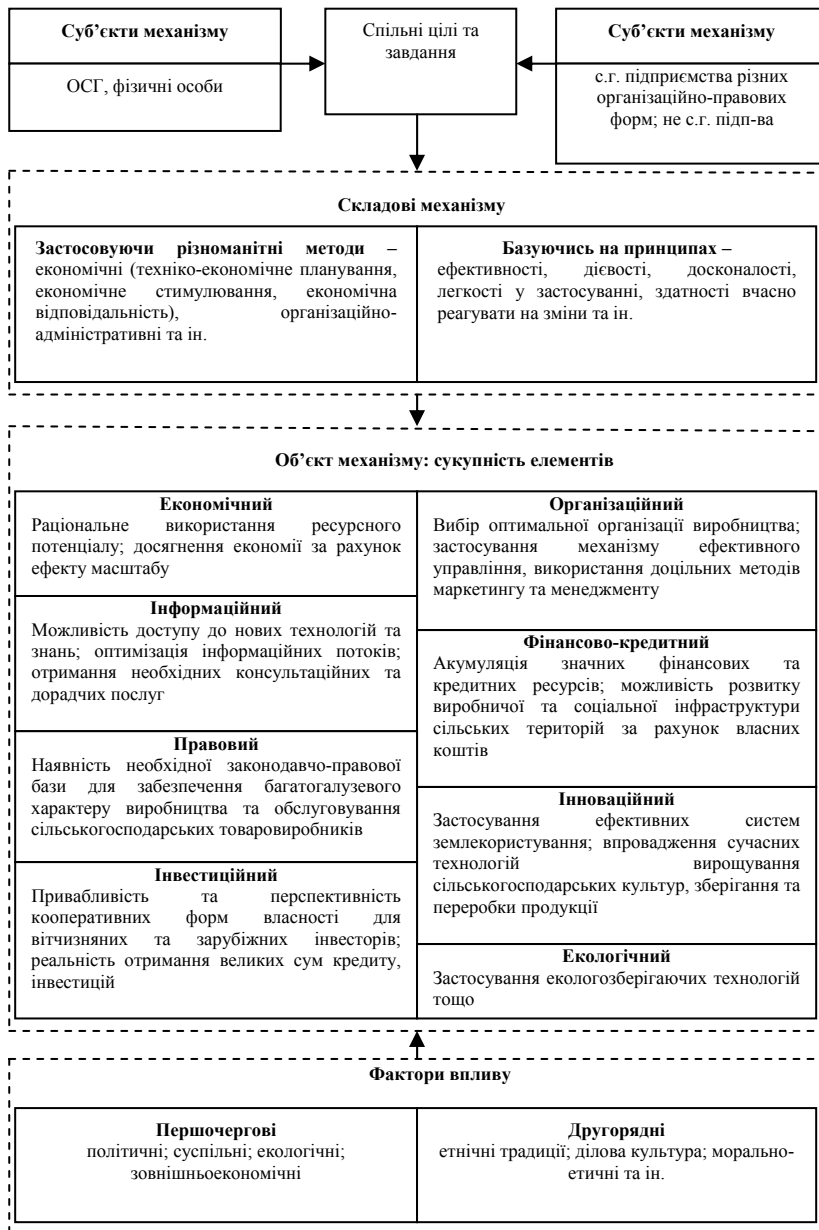 Суб’єкти механізму
ОСГ, фізичні особи
Спільні цілі та
завдання
Суб’єкти механізму
с.г. підприємства різних
організаційно-правових
форм; не с.г. підп-ва
Складові механізму
Застосовуючи різноманітні методи –
економічні (техніко-економічне планування,
економічне стимулювання, економічна
відповідальність), організаційно-
адміністративні та ін.
Базуючись на принципах –
ефективності, дієвості, досконалості,
легкості у застосуванні, здатності вчасно
реагувати на зміни та ін.
Об’єкт механізму: сукупність елементів
Економічний
Раціональне використання ресурсного
потенціалу; досягнення економії за рахунок
ефекту масштабу
Інформаційний
Можливість доступу до нових технологій та
знань; оптимізація інформаційних потоків;
отримання необхідних консультаційних та
дорадчих послуг
Правовий
Наявність необхідної законодавчо-правової
бази для забезпечення багатогалузевого
характеру виробництва та обслуговування
сільськогосподарських товаровиробників
Інвестиційний
Привабливість та перспективність
кооперативних форм власності для
вітчизняних та зарубіжних інвесторів;
реальність отримання великих сум кредиту,
інвестицій
Організаційний
Вибір оптимальної організації виробництва;
застосування механізму ефективного
управління, використання доцільних методів
маркетингу та менеджменту
Фінансово-кредитний
Акумуляція значних фінансових та
кредитних ресурсів; можливість розвитку
виробничої та соціальної інфраструктури
сільських територій за рахунок власних
коштів
Інноваційний
Застосування ефективних систем
землекористування; впровадження сучасних
технологій вирощування
сільськогосподарських культур, зберігання та
переробки продукції
Екологічний
Застосування екологозберігаючих технологій
тощо
Фактори впливу
Першочергові
політичні; суспільні; екологічні;
зовнішньоекономічні
Другорядні
етнічні традиції; ділова культура; морально-
етичні та ін.